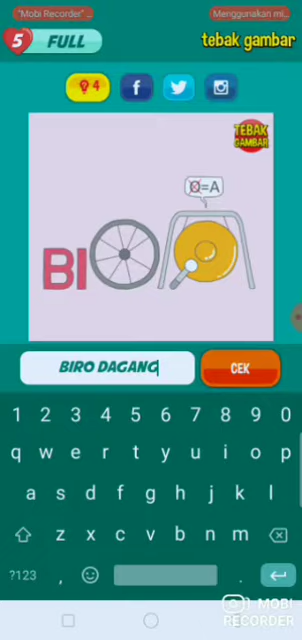 "Mobi Recorder" ...
Menggunakan mi...
5 FULL
tebak gambar
4 f
TEBAK
GAMBAR
O=A
BI
BIRO DAGANG
CEK
1 2 3 4 5 6 7 8 9 0
q w e r t y u i o p
a s d f g h j k l
z x c v b n m
?123 , .
MOBI
RECORDER